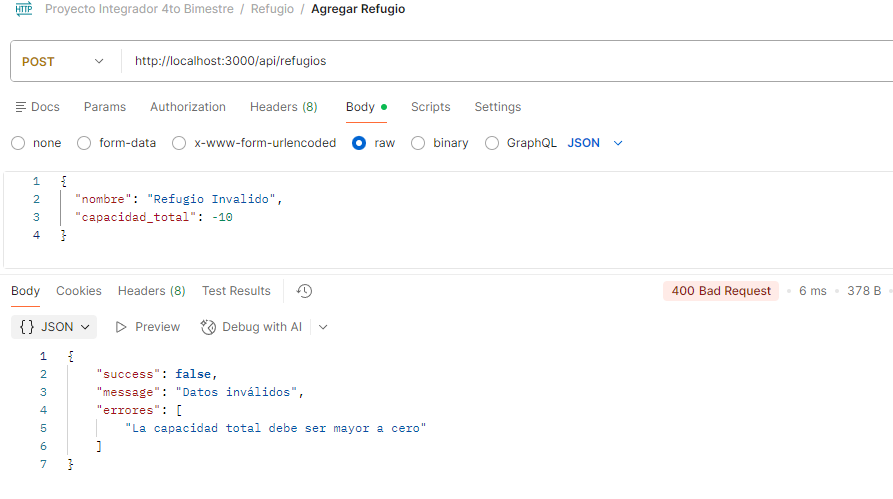 HTTP Proyecto Integrador 4to Bimestre / Refugio / Agregar Refugio
POST http://localhost:3000/api/refugios
Docs Params Authorization Headers (8) Body Scripts Settings
none form-data x-www-form-urlencoded raw binary GraphQL JSON
1 {
2 "nombre": "Refugio Invalido",
3 "capacidad_total": -10
4 }
Body Cookies Headers (8) Test Results 400 Bad Request • 6 ms • 378 B
{} JSON Preview Debug with AI
1 {
2 "success": false,
3 "message": "Datos inválidos",
4 "errores": [
5 "La capacidad total debe ser mayor a cero"
6 ]
7 }